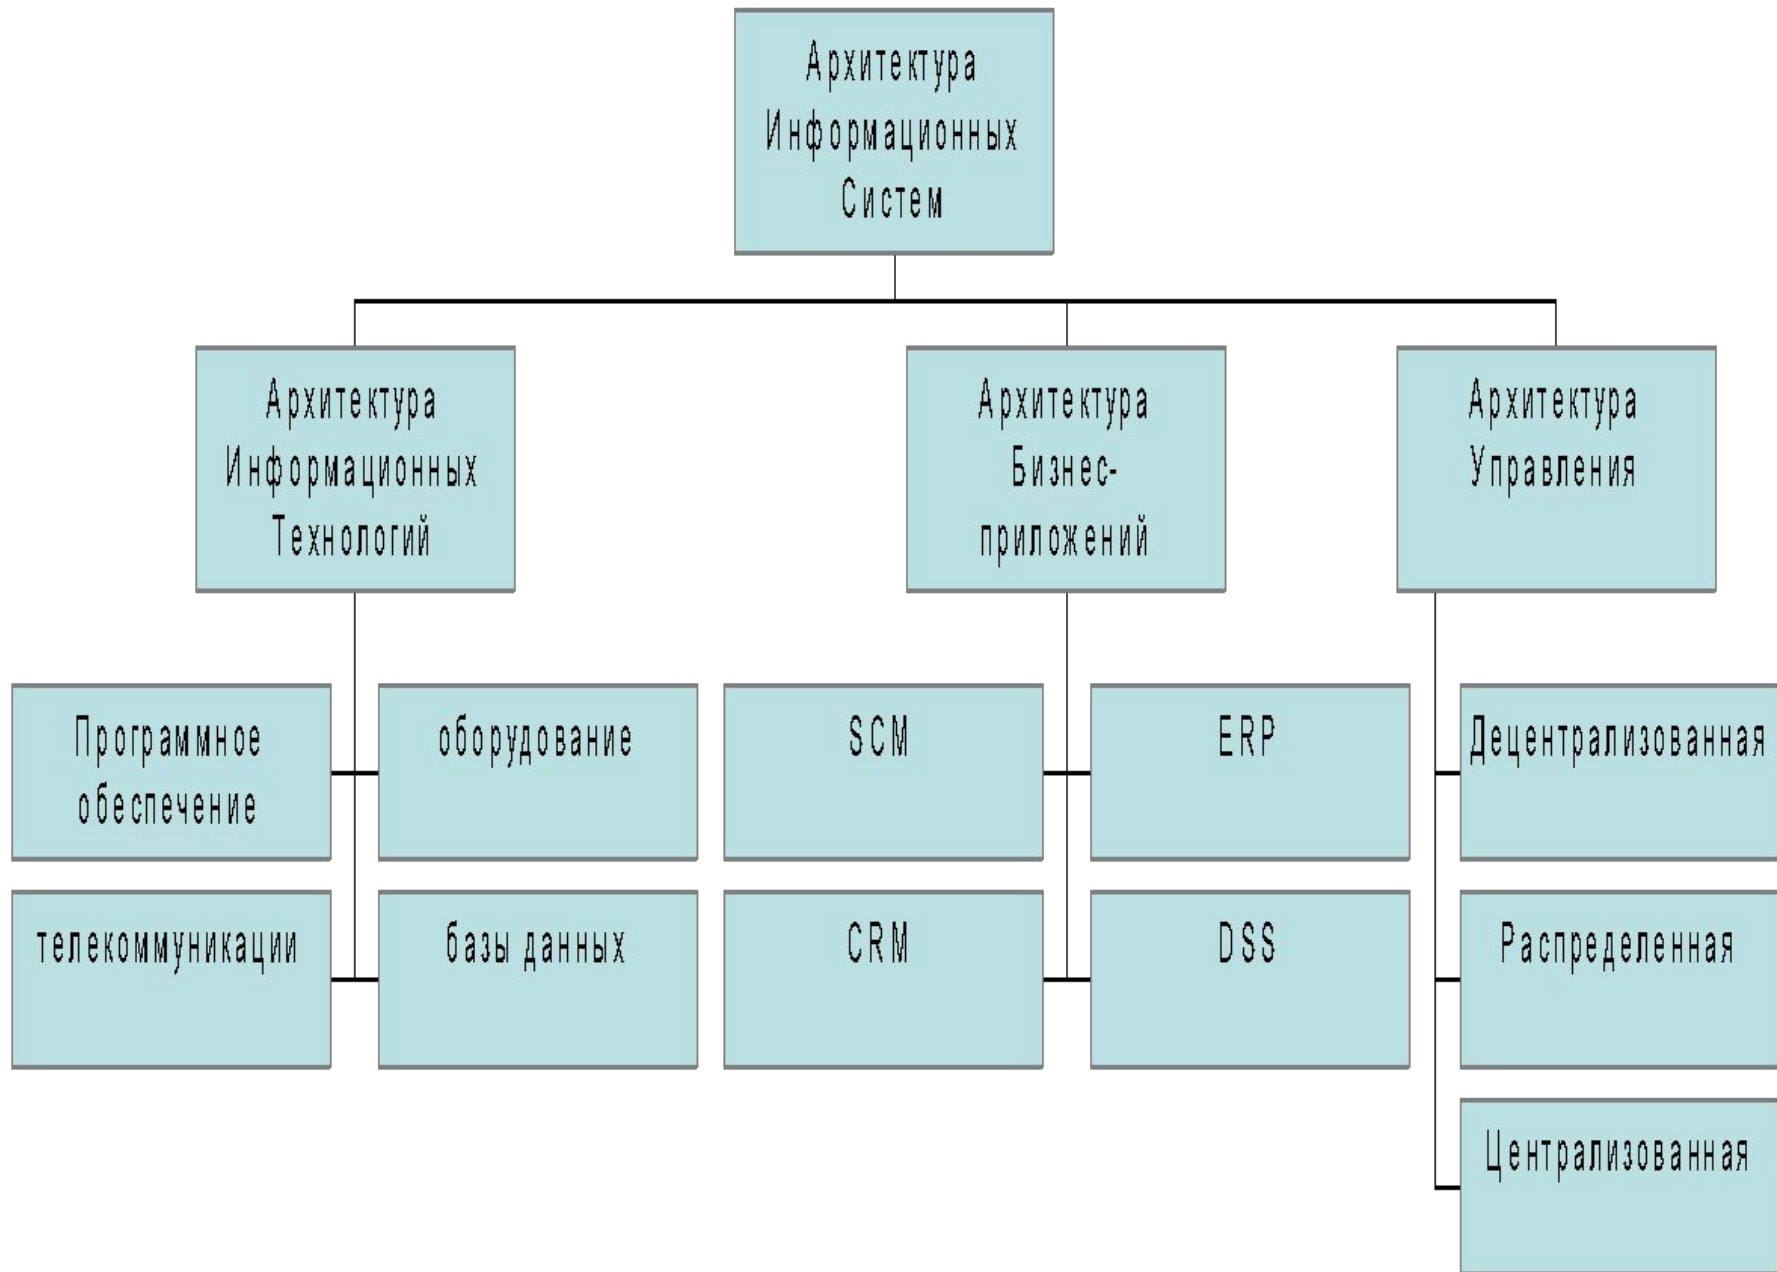 Архитектура
Информационных
Систем
Архитектура
Информационных
Технологий
Архитектура
Бизнес-
приложений
Архитектура
Управления
Программное
обеспечение
оборудование
SCM
ERP
Децентрализованная
телекоммуникации
базы данных
CRM
DSS
Распределенная
Централизованная